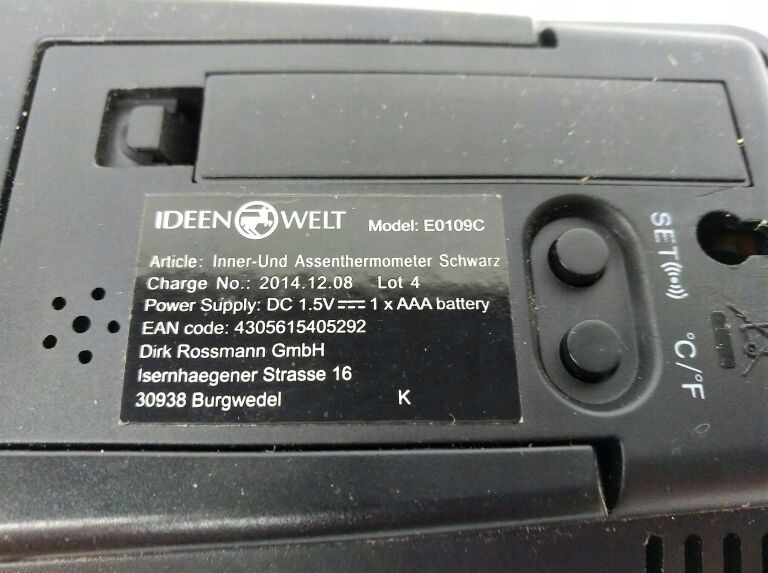 IDEEN WELT Model: E0109C
Article: Inner-Und Assenthermometer Schwarz
Charge No.: 2014.12.08 Lot 4
Power Supply: DC 1.5V 1 x AAA battery
EAN code: 4305615405292
Dirk Rossmann GmbH
Isernhaegener Strasse 16
30938 Burgwedel K
SET
°C/°F